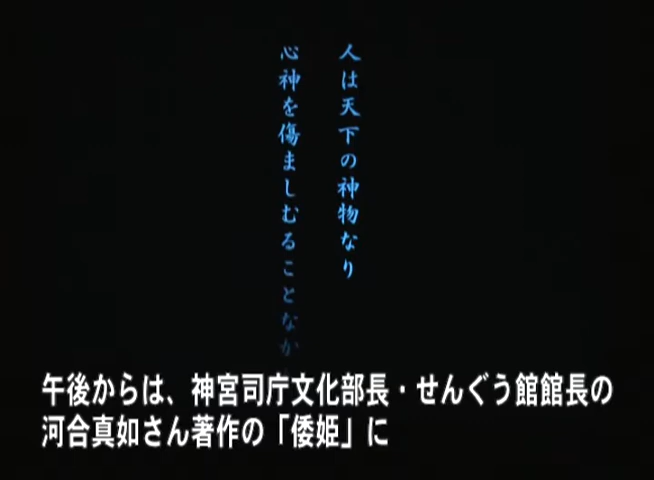 人は天下の神物なり
心神を傷ましむることなか
午後からは、神宮司庁文化部長・せんぐう館館長の
河合真如さん著作の「倭姫」に